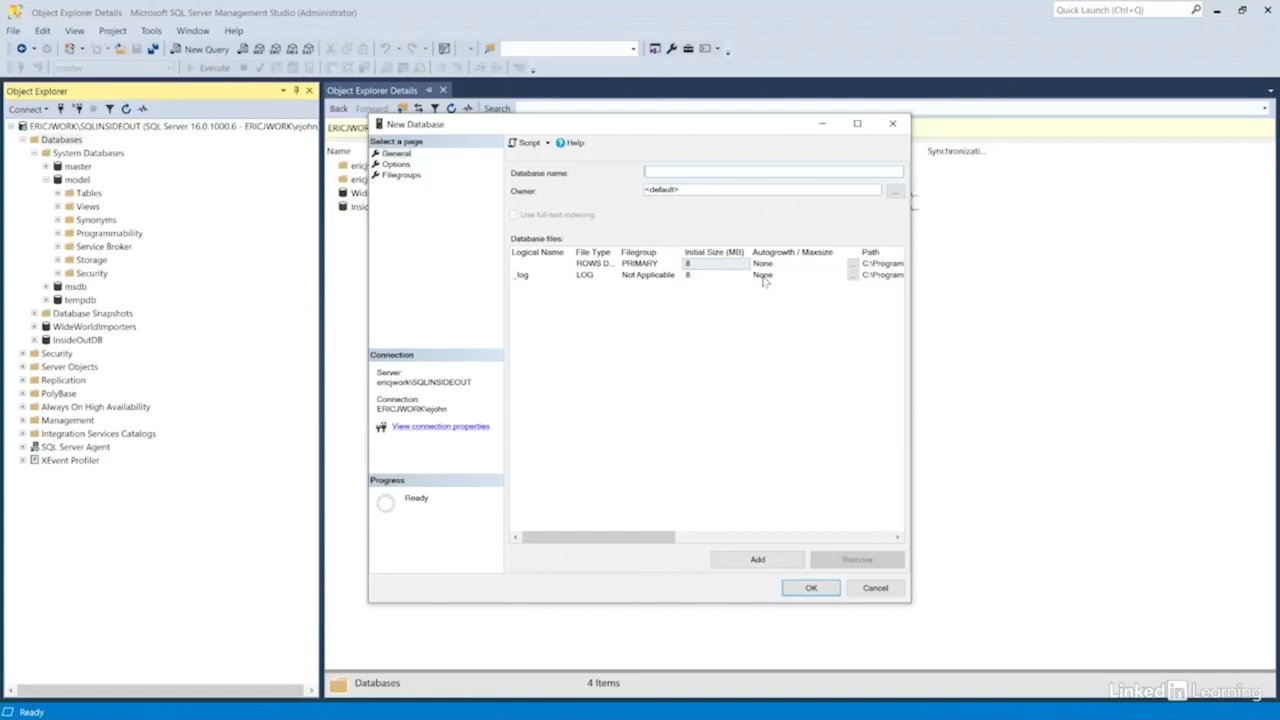 Object Explorer Details - Microsoft SQL Server Management Studio (Administrator)
Quick Launch (Ctrl+Q)
File Edit View Project Tools Window Help
New Query
master
Execute
Object Explorer
Object Explorer Details
Connect
Back Forward Search
ERICJWORK\SQLINSIDEOUT (SQL Server 16.0.1000.6 - ERICJWORK\ejohn
Databases
System Databases
master
model
Tables
Views
Synonyms
Programmability
Service Broker
Storage
Security
msdb
tempdb
Database Snapshots
WideWorldImporters
InsideOutDB
Security
Server Objects
Replication
PolyBase
Always On High Availability
Management
Integration Services Catalogs
SQL Server Agent
XEvent Profiler
ERICJWOR
Name
Synchronizati...
ericj
ericj
Wid
Insid
New Database
Select a page
General
Options
Filegroups
Script Help
Database name:
Owner: <default>
...
Use full-text indexing
Database files:
Logical Name File Type Filegroup Initial Size (MB) Autogrowth / Maxsize Path
ROWS D... PRIMARY 8 None ... C:\Program
_log LOG Not Applicable 8 None ... C:\Program
Connection
Server:
ericjwork\SQLINSIDEOUT
Connection:
ERICJWORK\ejohn
View connection properties
Progress
Ready
Add Remove
OK Cancel
Databases 4 Items
Linked in Learning
Ready